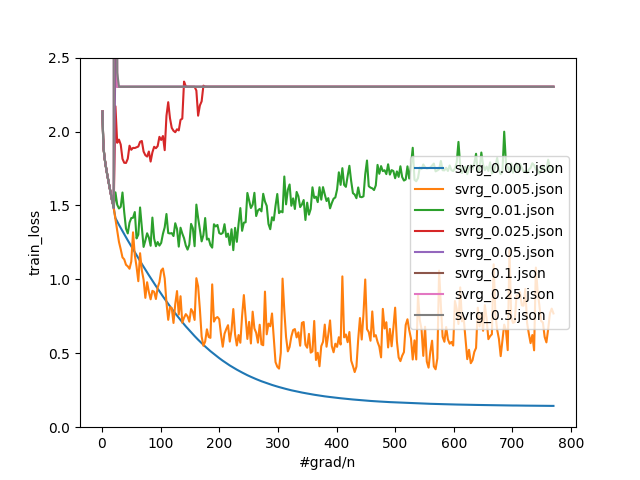 2.5
2.0
1.5
1.0
0.5
0.0
train_loss
0
100
200
300
400
500
600
700
800
#grad/n
svrg_0.001.json
svrg_0.005.json
svrg_0.01.json
svrg_0.025.json
svrg_0.05.json
svrg_0.1.json
svrg_0.25.json
svrg_0.5.json